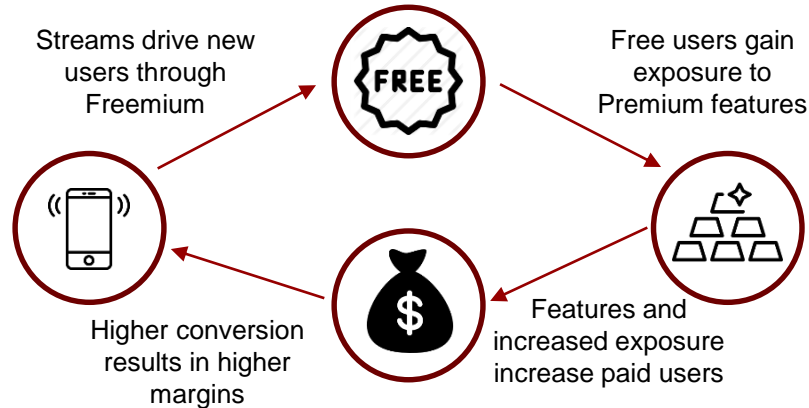 Streams drive new
users through
Freemium
FREE
Free users gain
exposure to
Premium features
$
Features and
increased exposure
increase paid users
Higher conversion
results in higher
margins